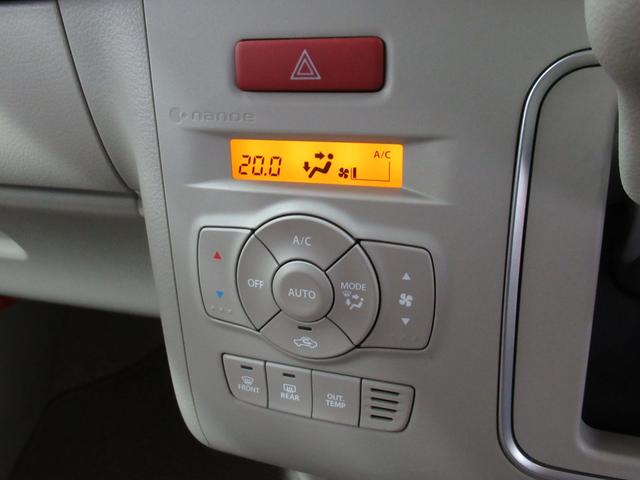 nanoe
20.0
A/C
A/C
OFF
AUTO
MODE
FRONT
REAR
OUT.
TEMP